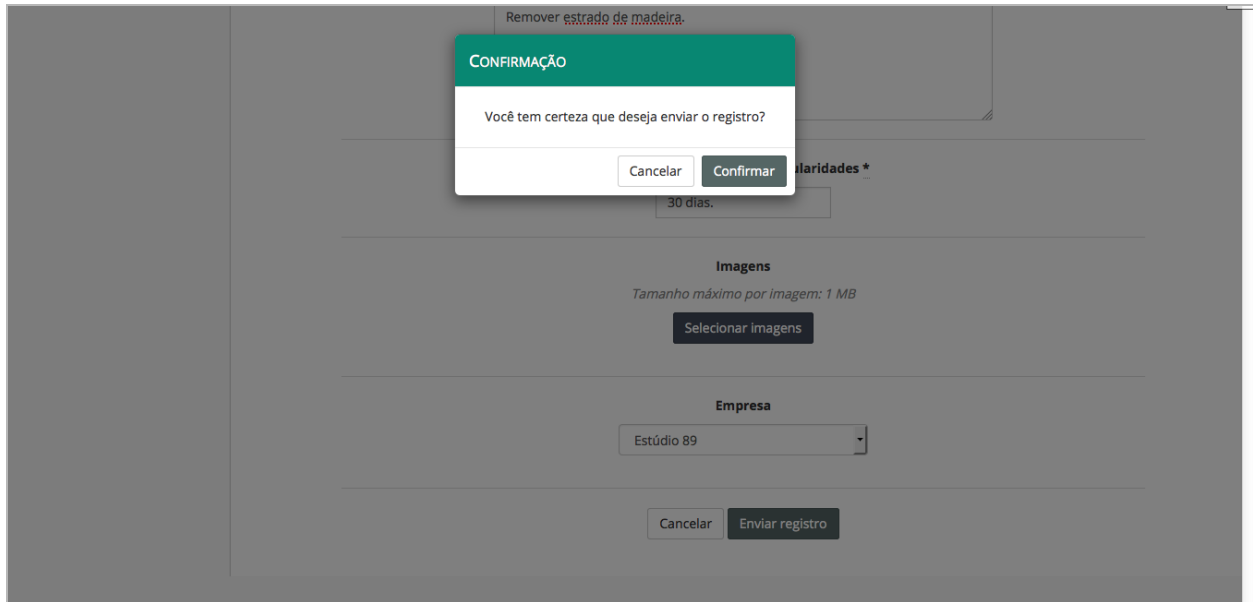 Remover estrado de madeira.
CONFIRMAÇÃO
Você tem certeza que deseja enviar o registro?
Cancelar Confirmar
laridades *
30 dias.
Imagens
Tamanho máximo por imagem: 1 MB
Selecionar imagens
Empresa
Estúdio 89
Cancelar Enviar registro